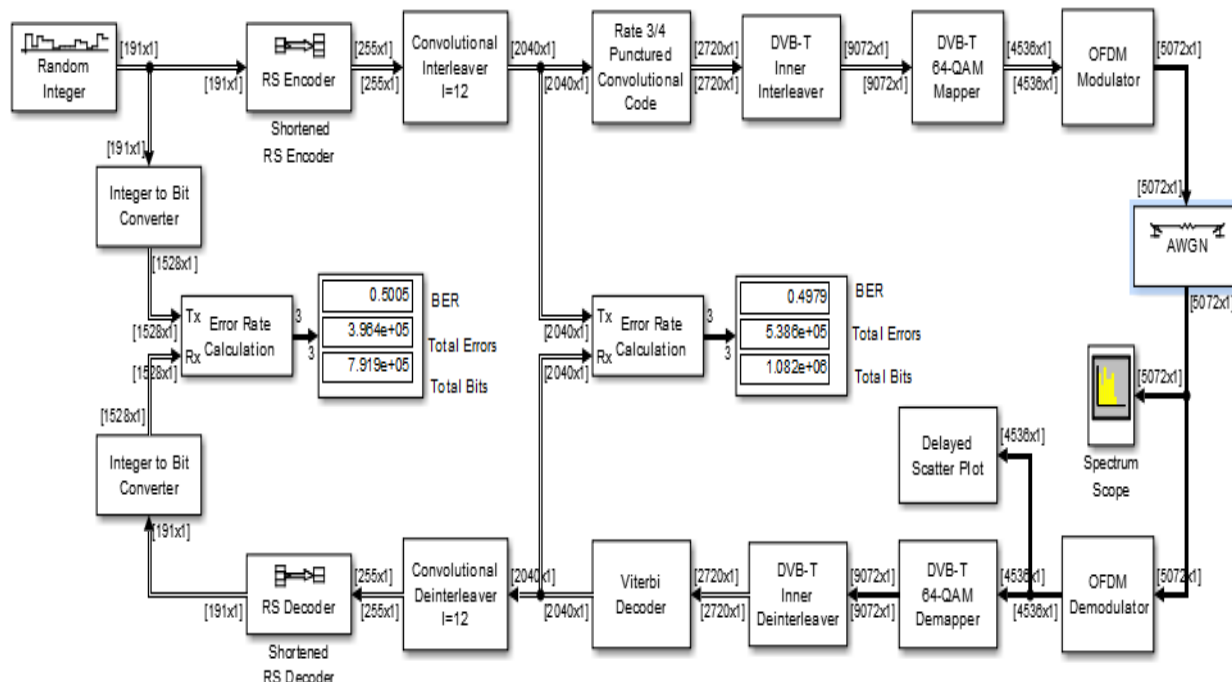 Random
Integer
[191x1]
[191x1]
RS Encoder
Shortened
RS Encoder
[255x1]
[255x1]
Convolutional
Interleaver
I=12
[2040x1]
[2040x1]
Rate 3/4
Punctured
Convolutional
Code
[2720x1]
[2720x1]
DVB-T
Inner
Interleaver
[9072x1]
[9072x1]
DVB-T
64-QAM
Mapper
[4536x1]
[4536x1]
OFDM
Modulator
[5072x1]
[191x1]
Integer to Bit
Converter
[1528x1]
[5072x1]
AWGN
[5072x1]
[1528x1]
Tx
Rx
Error Rate
Calculation
3
3
0.5005
BER
3.964e+05
Total Errors
7.919e+05
Total Bits
[1528x1]
[2040x1]
Tx
Rx
Error Rate
Calculation
3
3
0.4979
BER
5.386e+05
Total Errors
1.082e+06
Total Bits
[2040x1]
[5072x1]
Spectrum
Scope
[1528x1]
Integer to Bit
Converter
[191x1]
Delayed
Scatter Plot
[4536x1]
[191x1]
RS Decoder
Shortened
RS Decoder
[255x1]
[255x1]
Convolutional
Deinterleaver
I=12
[2040x1]
[2040x1]
Viterbi
Decoder
[2720x1]
[2720x1]
DVB-T
Inner
Deinterleaver
[9072x1]
[9072x1]
DVB-T
64-QAM
Demapper
[4536x1]
[4536x1]
OFDM
Demodulator
[5072x1]